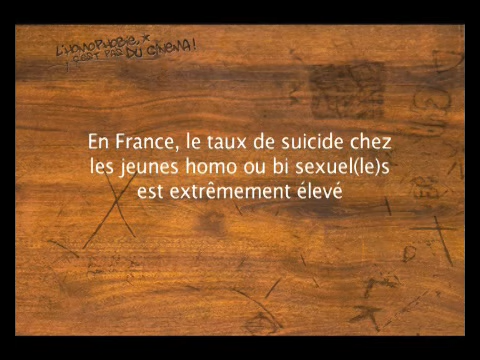 L'HOMOPHOBIE,
C'EST PAS DU CINEMA!
En France, le taux de suicide chez
les jeunes homo ou bi sexuel(le)s
est extrêmement élevé